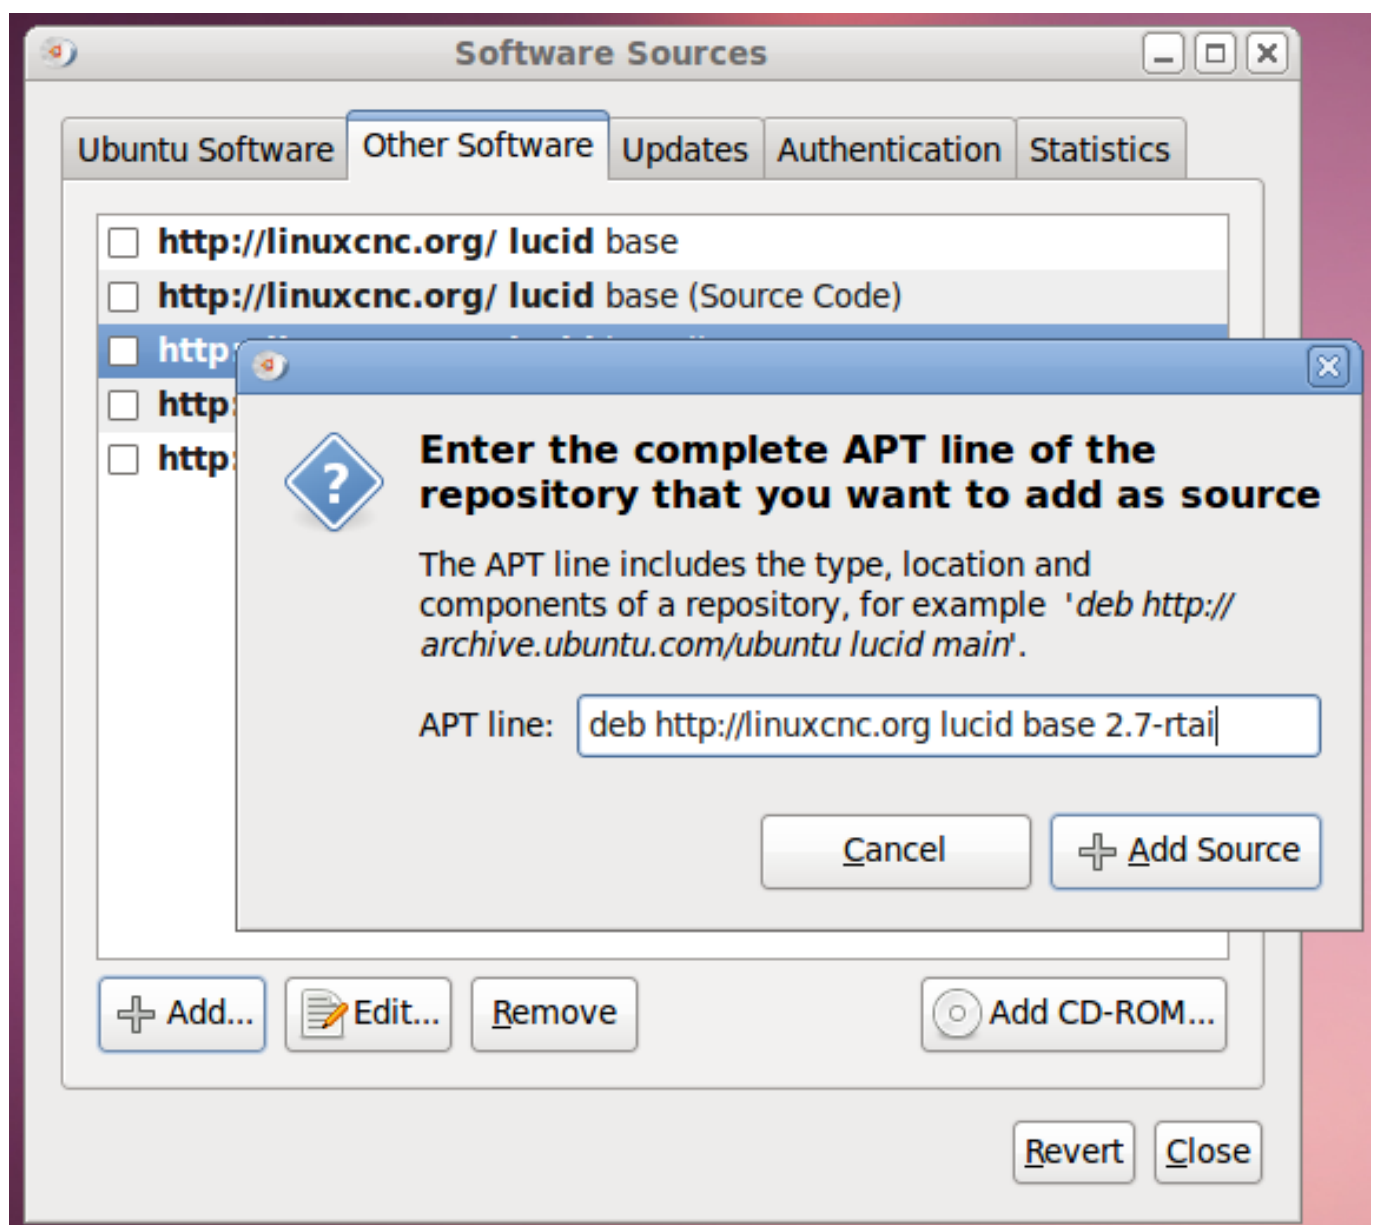 Software Sources
Ubuntu Software Other Software Updates Authentication Statistics
http://linuxcnc.org/ lucid base
http://linuxcnc.org/ lucid base (Source Code)
http:
http:
http:
?
Enter the complete APT line of the
repository that you want to add as source
The APT line includes the type, location and
components of a repository, for example 'deb http://
archive.ubuntu.com/ubuntu lucid main'.
APT line: deb http://linuxcnc.org lucid base 2.7-rtai
Cancel Add Source
Add... Edit... Remove Add CD-ROM...
Revert Close